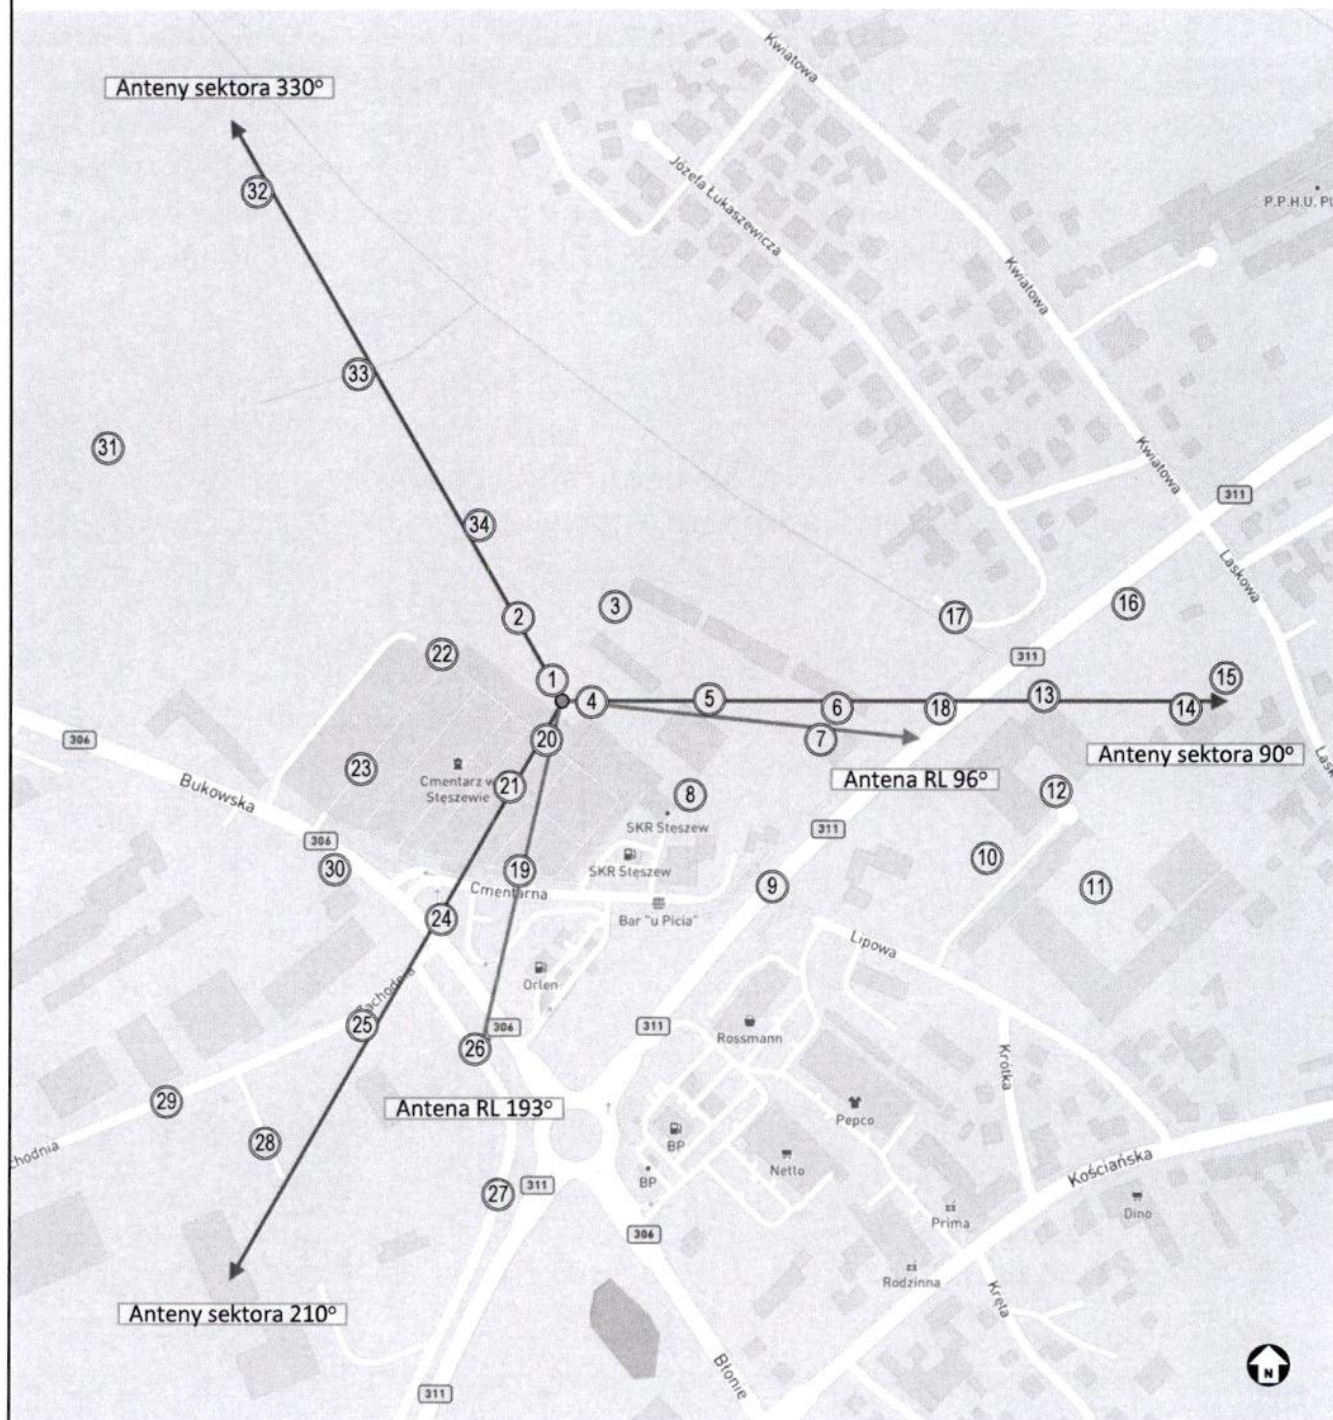 Kwiatowa
Anteny sektora 330°
Józefa Łukaszewicza
32
P.P.H.U. PL
Kwiatowa
33
31
Kwiatowa
311
34
Laskowa
3
2
17
16
22
311
1
15
4
5
13
6
18
14
20
7
306
Anteny sektora 90°
23
Cmentarz w
Stęszewie
Antena RL 96°
Bukowska
21
8
12
SKR Stęszew
311
306
10
30
SKR Stęszew
19
9
11
Cmentarna
24
Bar "u Picia"
Lipowa
Orlen
Zachodnia
25
306
311
Rossmann
26
Krótka
29
Antena RL 193°
Pepco
28
BP
Netto
BP
Kościańska
27
311
Prima
Dino
306
Rodzinna
Anteny sektora 210°
Kręta
Błonie
N
311